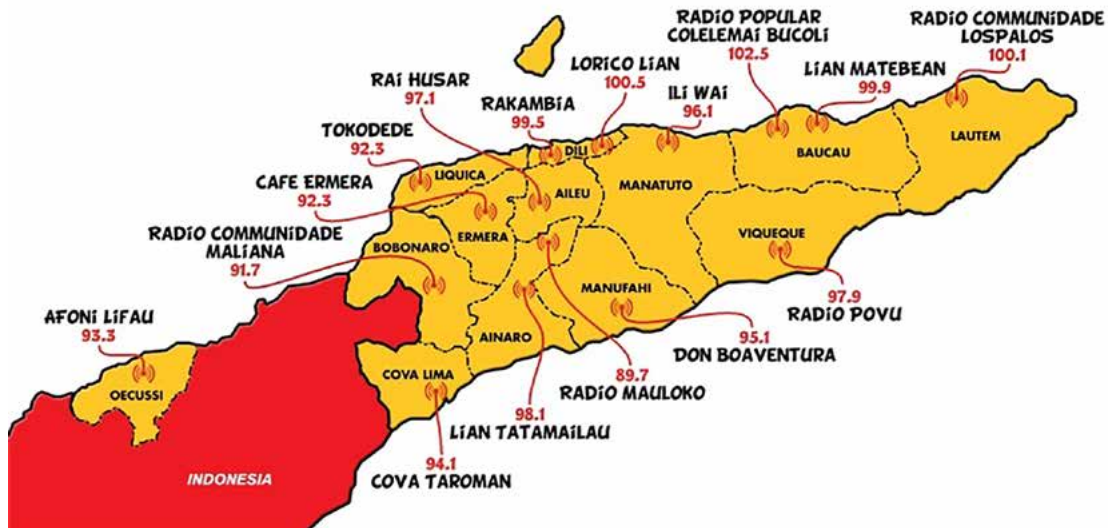 RADIO POPULAR
COLELEMAI BUCOLI
102.5
RADIO COMMUNIDADE
LOSPALOS
100.1
LORICO LIAN
100.5
LIAN MATEBEAN
99.9
RAI HUSAR
97.1
RAKAMBIA
99.5
ILI WAI
96.1
TOKODEDE
92.3
CAFE ERMERA
92.3
RADIO COMMUNIDADE
MALIANA
91.7
AFONI LIFAU
93.3
DILI
LIQUICA
LAUTEM
BAUCAU
MANATUTO
AILEU
ERMERA
BOBONARO
VIQUEQUE
MANUFAHI
AINARO
COVA LIMA
OECUSSI
INDONESIA
97.9
RADIO POVU
95.1
DON BOAVENTURA
89.7
RADIO MAULOKO
98.1
LIAN TATAMAILAU
94.1
COVA TAROMAN